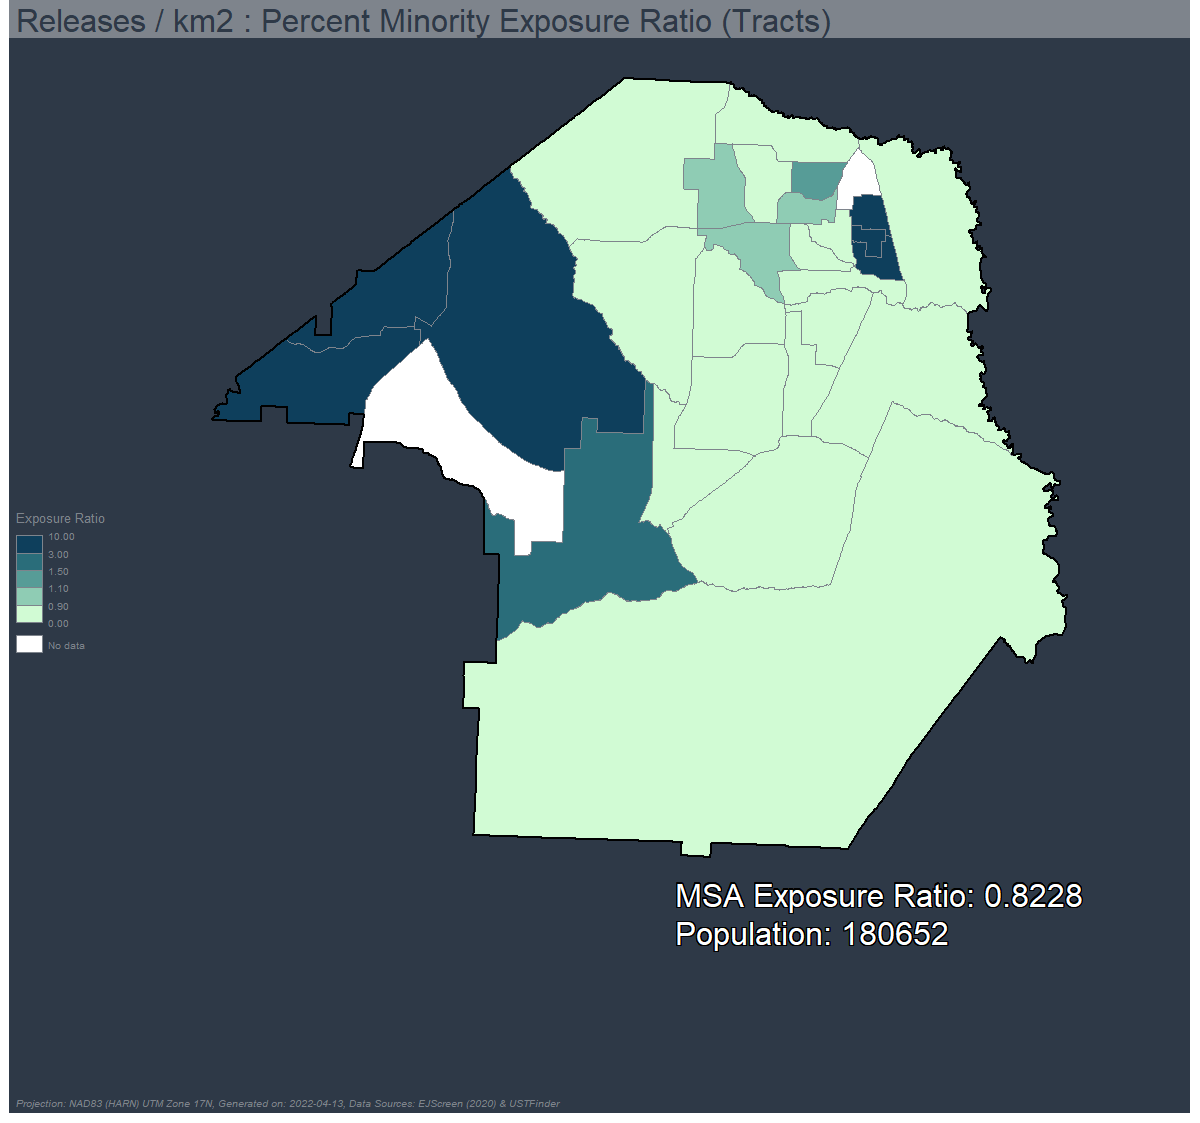 Releases / km2 : Percent Minority Exposure Ratio (Tracts)
Exposure Ratio
10.00
3.00
1.50
1.10
0.90
0.00
No data
MSA Exposure Ratio: 0.8228
Population: 180652
Projection: NAD83 (HARN) UTM Zone 17N, Generated on: 2022-04-13, Data Sources: EJScreen (2020) & USTFinder